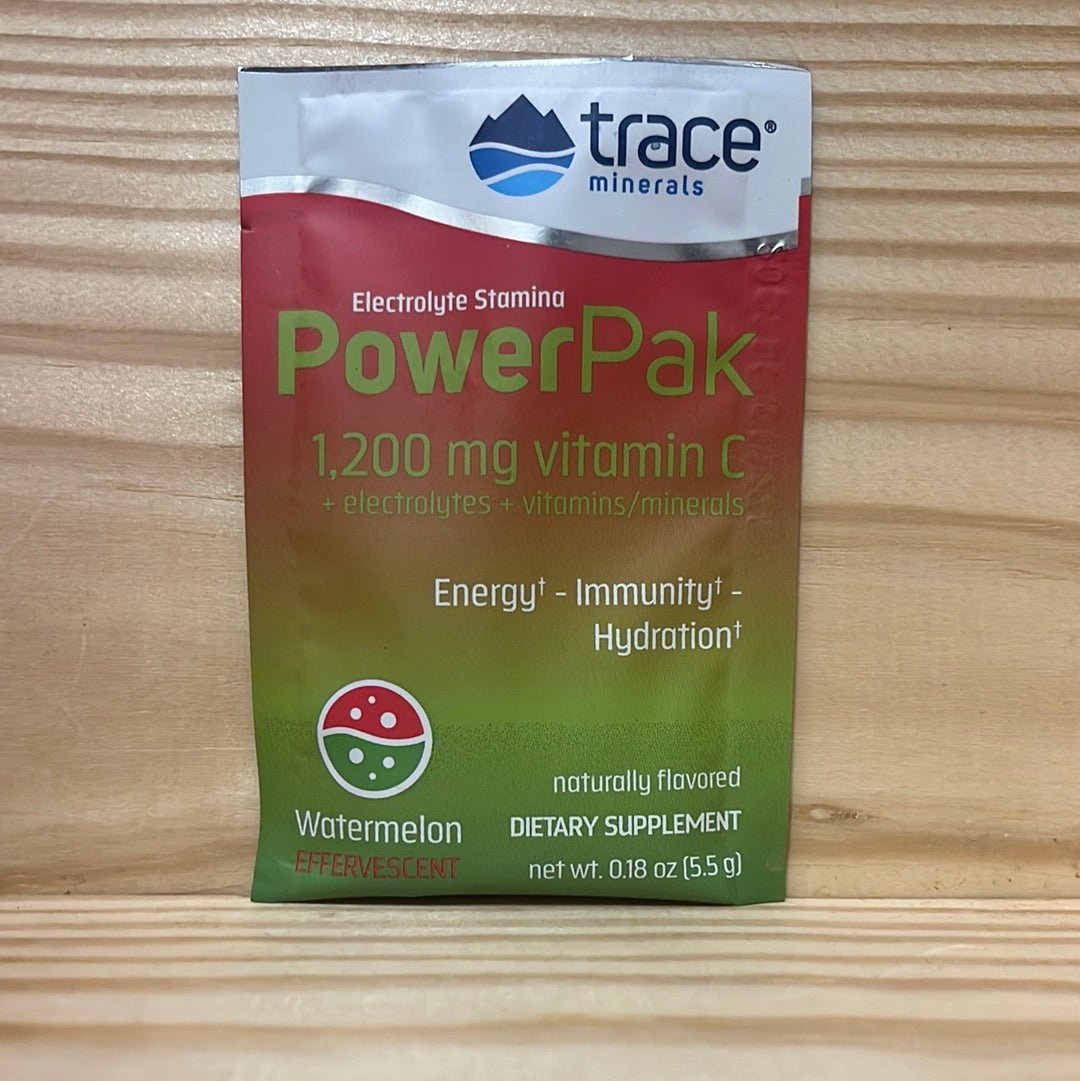 trace®
minerals
Electrolyte Stamina
PowerPak
1,200 mg vitamin C
+ electrolytes + vitamins/minerals
Energy† - Immunity† -
Hydration†
naturally flavored
Watermelon
DIETARY SUPPLEMENT
EFFERVESCENT
net wt. 0.18 oz (5.5 g)